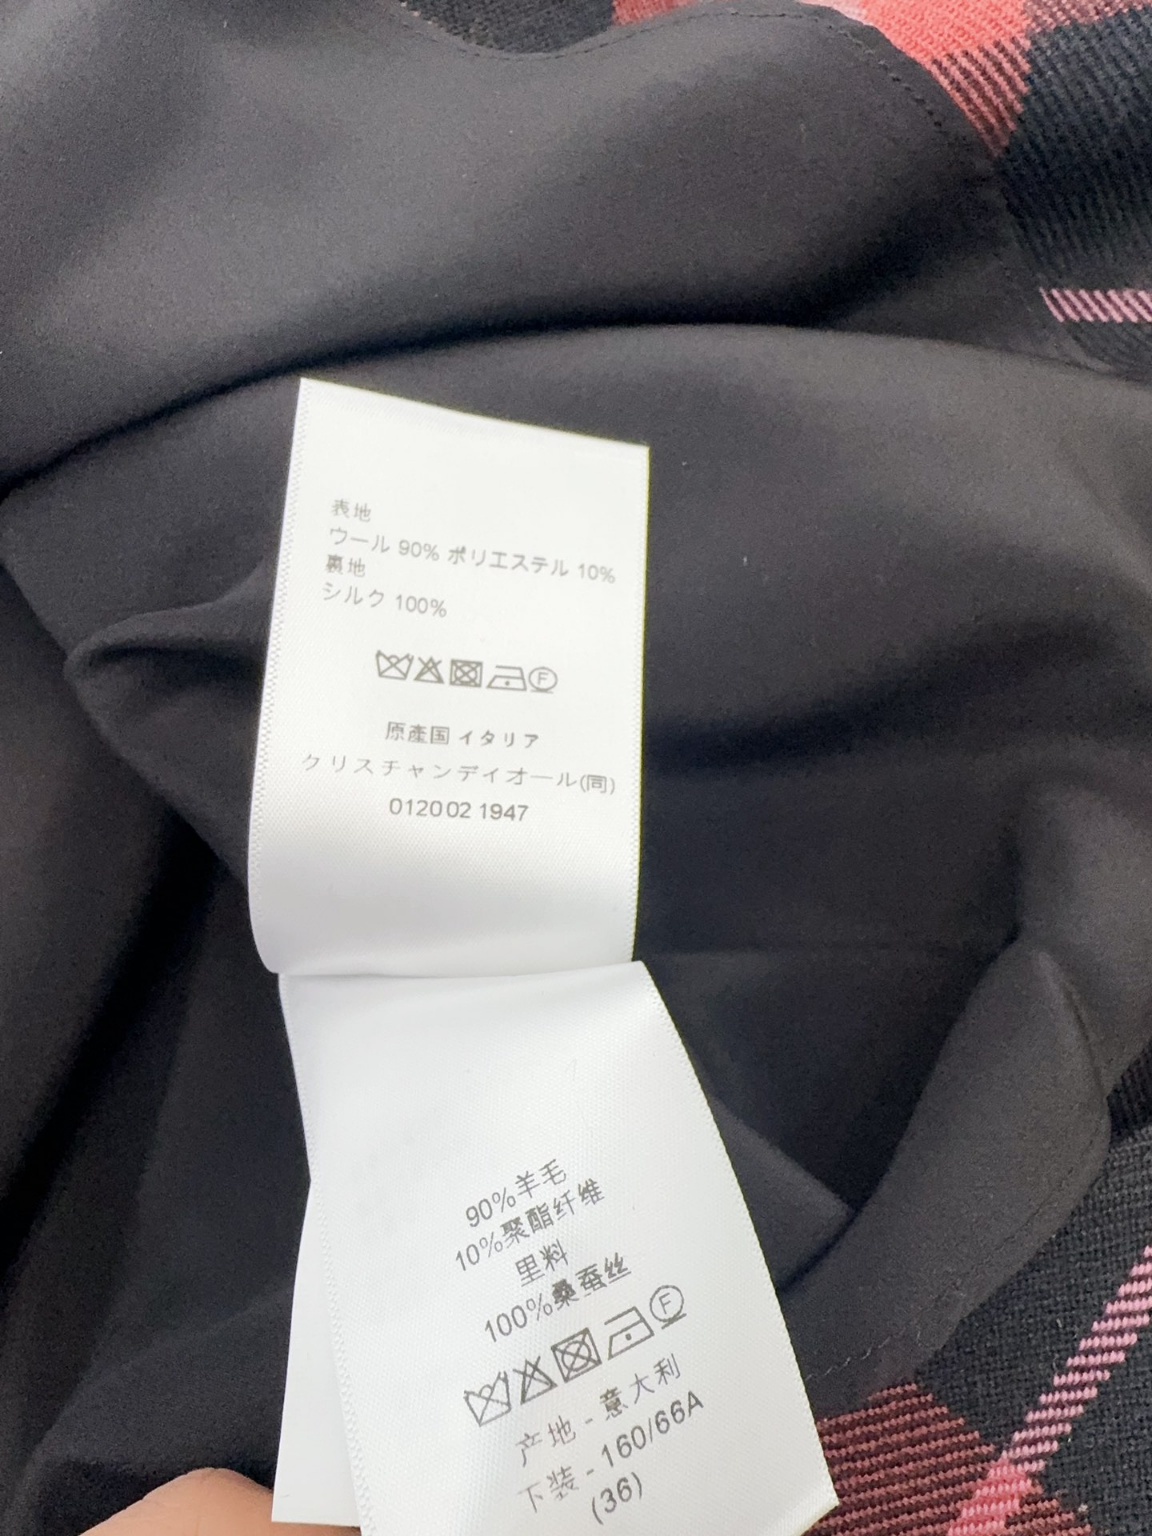 表地
ウール 90% ポリエステル 10%
裏地
シルク 100%
F
原産国 イタリア
クリスチャンディオール(同)
012002 1947
90%羊毛
10%聚酯纤维
里料
100%桑蚕丝
F
产地 - 意大利
下装 - 160/66A
(36)